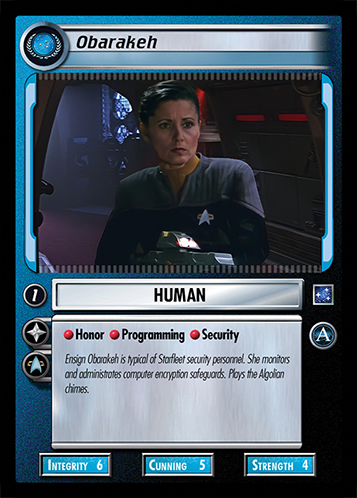 Obarakeh
1
HUMAN
Honor Programming Security
A
Ensign Obarakeh is typical of Starfleet security personnel. She monitors
and administrates computer encryption safeguards. Plays the Algolian
chimes.
INTEGRITY 6 CUNNING 5 STRENGTH 4